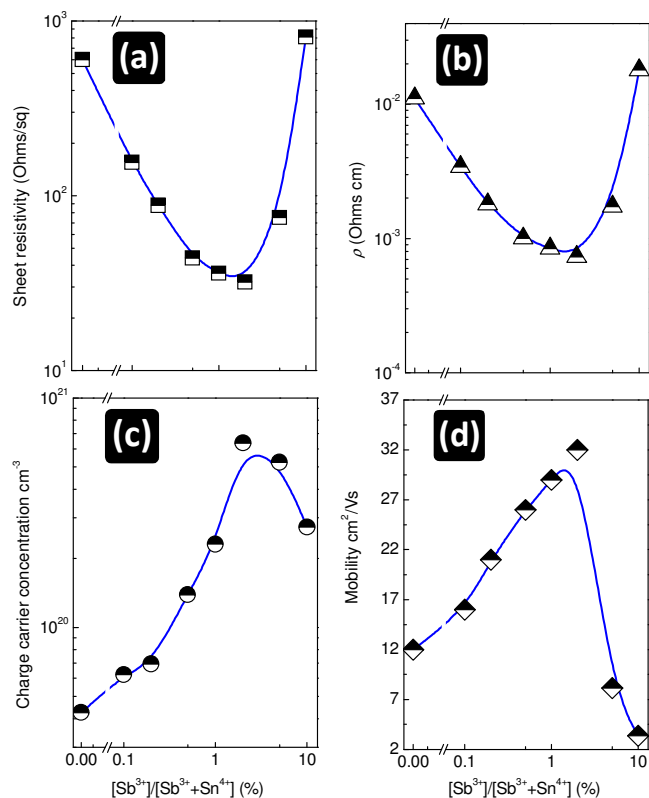 (a)
Sheet resistivity (Ohms/sq)
10³
10²
10¹
(b)
ρ (Ohms cm)
10⁻²
10⁻³
10⁻⁴
(c)
Charge carrier concentration cm⁻³
10²¹
10²⁰
0.00 0.1 1 10
[Sb³⁺]/[Sb³⁺+Sn⁴⁺] (%)
(d)
Mobility cm²/Vs
37
32
27
22
17
12
7
2
0.00 0.1 1 10
[Sb³⁺]/[Sb³⁺+Sn⁴⁺] (%)